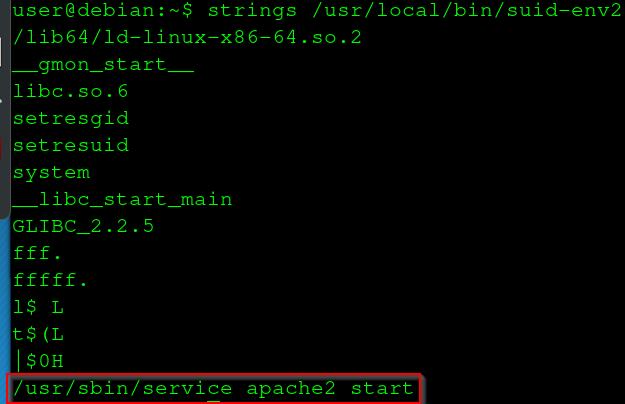 user@debian:~$ strings /usr/local/bin/suid-env2
/lib64/ld-linux-x86-64.so.2
__gmon_start__
libc.so.6
setresgid
setresuid
system
__libc_start_main
GLIBC_2.2.5
fff.
fffff.
l$ L
t$(L
|$0H
/usr/sbin/service apache2 start